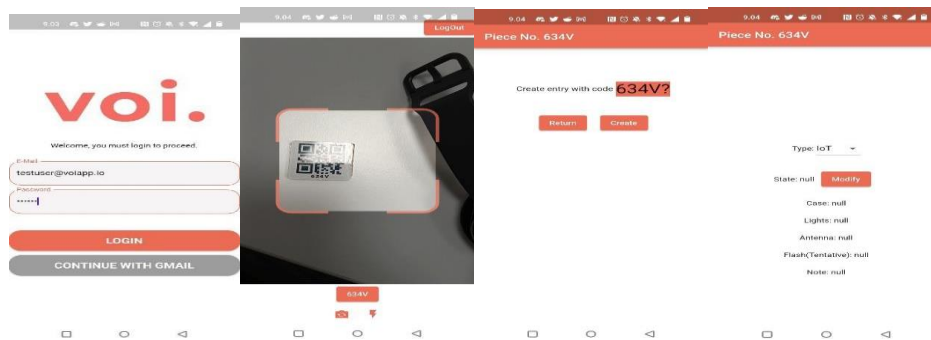 9.03
voi.
Welcome, you must login to proceed.
E-Mail
testuser@voiapp.io
Password
••••••
LOGIN
CONTINUE WITH GMAIL
9.04
LogOut
634V
634V
9.04
Piece No. 634V
Create entry with code 634V?
Return Create
9.04
Piece No. 634V
Type: IoT
State: null Modify
Case: null
Lights: null
Antenna: null
Flash(Tentative): null
Note: null